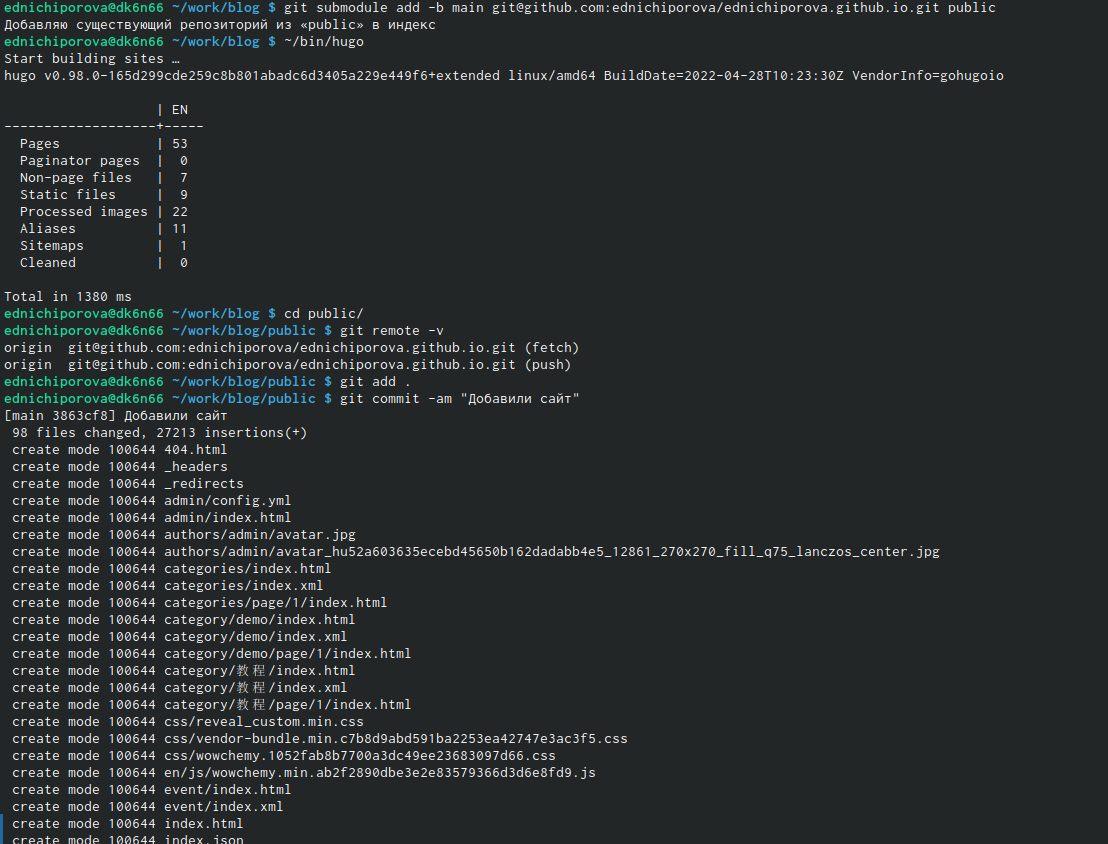 ednichiporova@dk6n66 ~/work/blog $ git submodule add -b main git@github.com:ednichiporova/ednichiporova.github.io.git public
Добавляю существующий репозиторий из «public» в индекс
ednichiporova@dk6n66 ~/work/blog $ ~/bin/hugo
Start building sites …
hugo v0.98.0-165d299cde259c8b801abadc6d3405a229e449f6+extended linux/amd64 BuildDate=2022-04-28T10:23:30Z VendorInfo=gohugoio
| EN
-------------------+-----
Pages | 53
Paginator pages | 0
Non-page files | 7
Static files | 9
Processed images | 22
Aliases | 11
Sitemaps | 1
Cleaned | 0
Total in 1380 ms
ednichiporova@dk6n66 ~/work/blog $ cd public/
ednichiporova@dk6n66 ~/work/blog/public $ git remote -v
origin git@github.com:ednichiporova/ednichiporova.github.io.git (fetch)
origin git@github.com:ednichiporova/ednichiporova.github.io.git (push)
ednichiporova@dk6n66 ~/work/blog/public $ git add .
ednichiporova@dk6n66 ~/work/blog/public $ git commit -am "Добавили сайт"
[main 3863cf8] Добавили сайт
98 files changed, 27213 insertions(+)
create mode 100644 404.html
create mode 100644 _headers
create mode 100644 _redirects
create mode 100644 admin/config.yml
create mode 100644 admin/index.html
create mode 100644 authors/admin/avatar.jpg
create mode 100644 authors/admin/avatar_hu52a603635ecebd45650b162dadabb4e5_12861_270x270_fill_q75_lanczos_center.jpg
create mode 100644 categories/index.html
create mode 100644 categories/index.xml
create mode 100644 categories/page/1/index.html
create mode 100644 category/demo/index.html
create mode 100644 category/demo/index.xml
create mode 100644 category/demo/page/1/index.html
create mode 100644 category/教程/index.html
create mode 100644 category/教程/index.xml
create mode 100644 category/教程/page/1/index.html
create mode 100644 css/reveal_custom.min.css
create mode 100644 css/vendor-bundle.min.c7b8d9abd591ba2253ea42747e3ac3f5.css
create mode 100644 css/wowchemy.1052fab8b7700a3dc49ee23683097d66.css
create mode 100644 en/js/wowchemy.min.ab2f2890dbe3e2e83579366d3d6e8fd9.js
create mode 100644 event/index.html
create mode 100644 event/index.xml
create mode 100644 index.html
create mode 100644 index.json